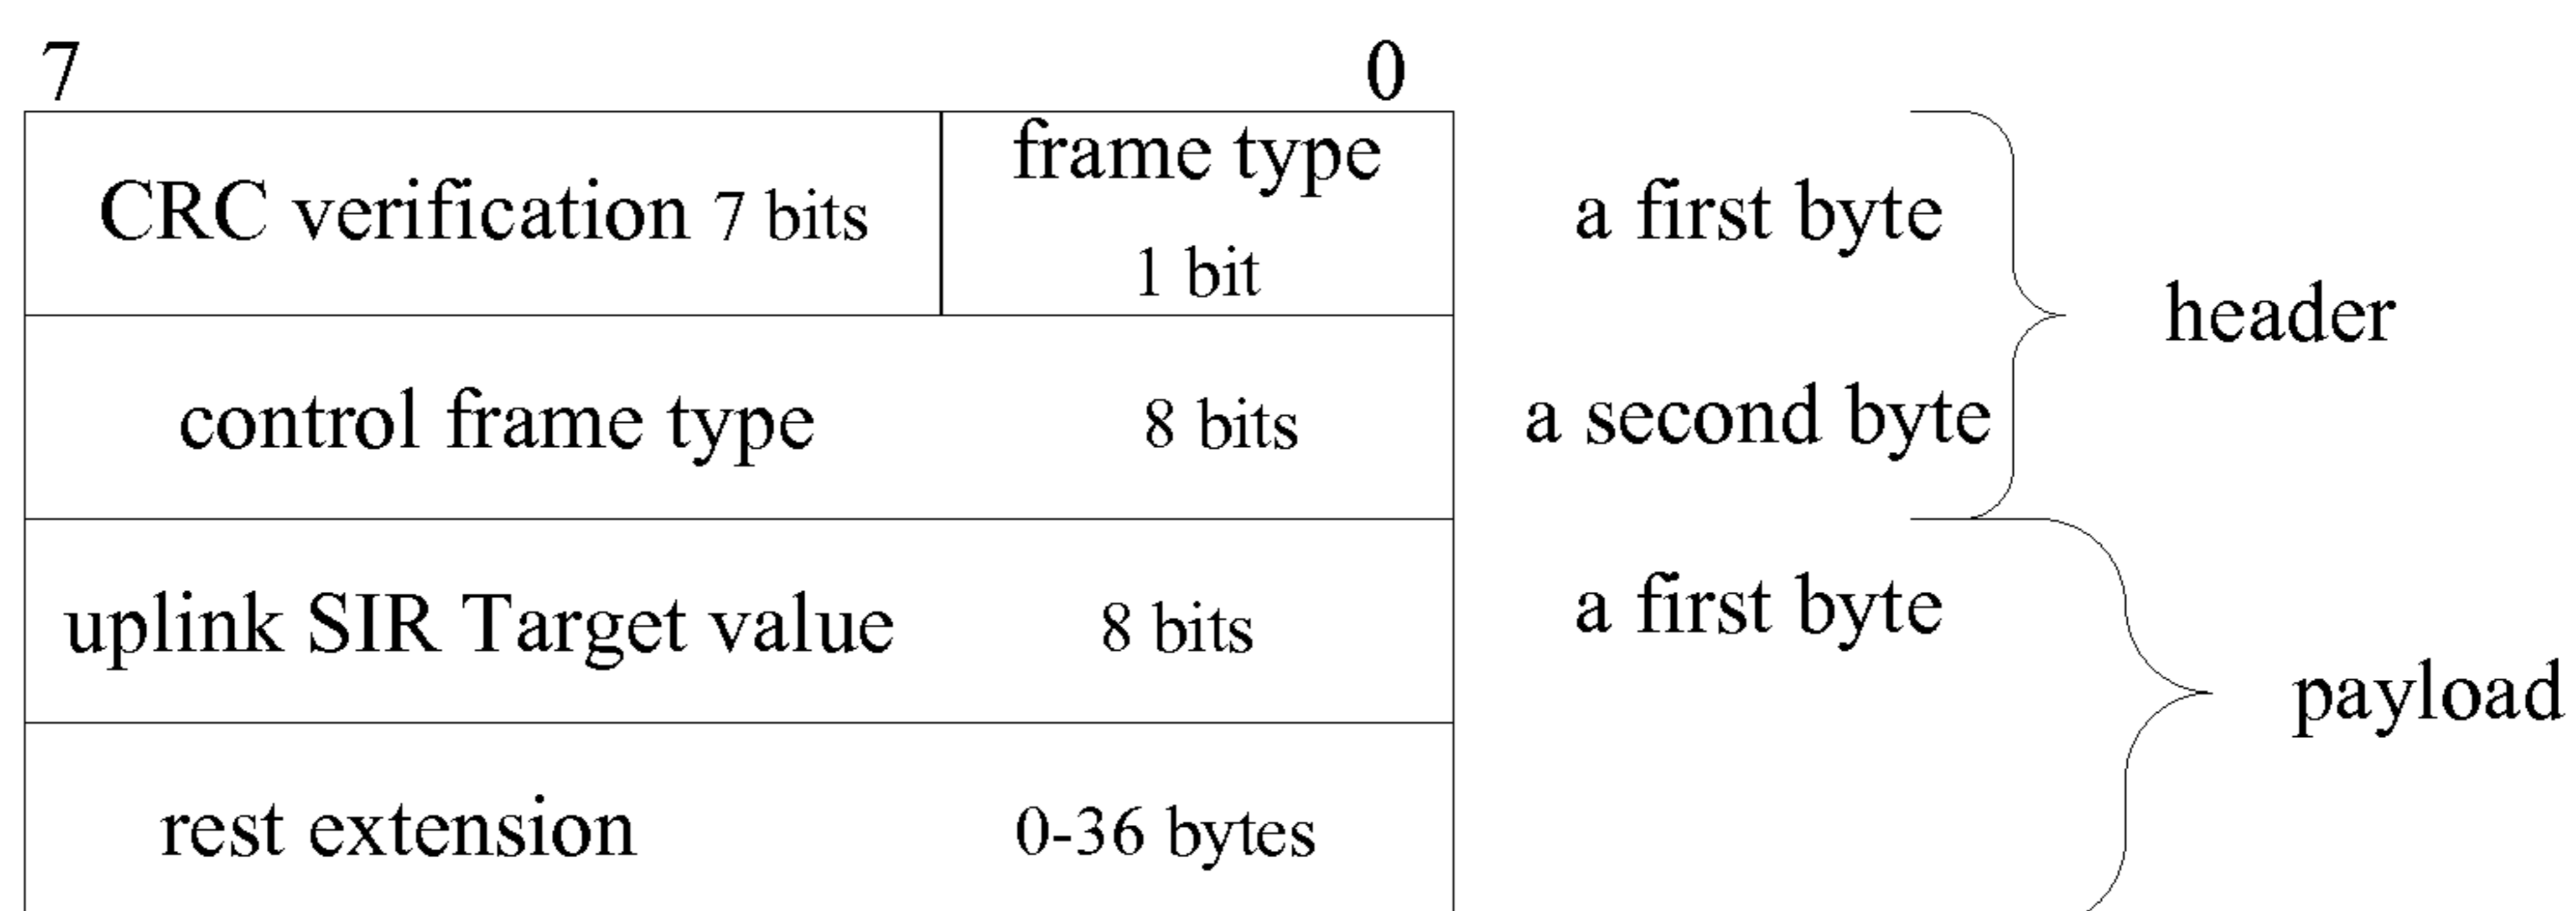 7 0
CRC verification 7 bits
frame type
1 bit
a first byte
header
control frame type 8 bits
a second byte
uplink SIR Target value 8 bits
a first byte
payload
rest extension 0-36 bytes